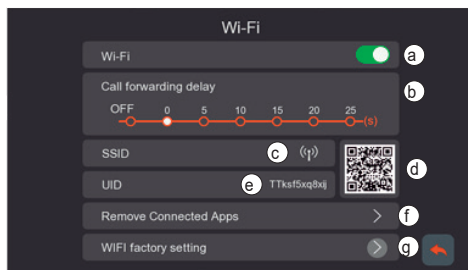 Wi-Fi
Wi-Fi a
Call forwarding delay b
OFF 0 5 10 15 20 25
(s)
SSID c
d
UID e TTksf5xq8xij
Remove Connected Apps f
WIFI factory setting g